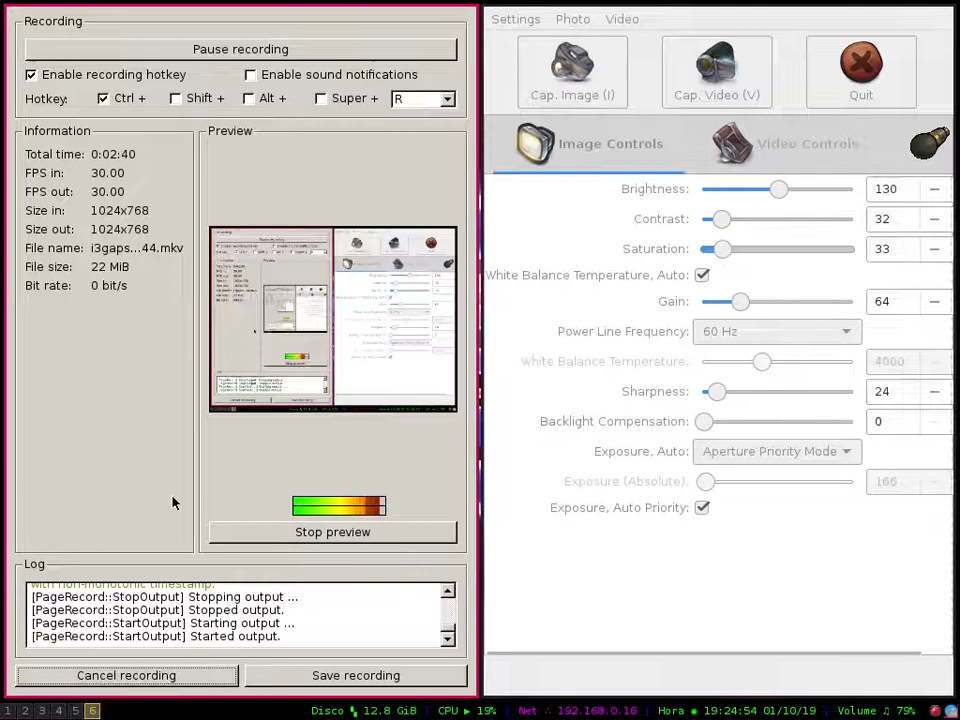 Recording
Pause recording
Enable recording hotkey
Enable sound notifications
Hotkey:
Ctrl +
Shift +
Alt +
Super +
R
Information
Total time: 0:02:40
FPS in: 30.00
FPS out: 30.00
Size in: 1024x768
Size out: 1024x768
File name: i3gaps...44.mkv
File size: 22 MiB
Bit rate: 0 bit/s
Preview
Stop preview
Log
with non-monotonic timestamp.
[PageRecord::StopOutput] Stopping output ...
[PageRecord::StopOutput] Stopped output.
[PageRecord::StartOutput] Starting output ...
[PageRecord::StartOutput] Started output.
Cancel recording
Save recording
Settings Photo Video
Cap. Image (I)
Cap. Video (V)
Quit
Image Controls
Video Controls
Brightness: 130
Contrast: 32
Saturation: 33
White Balance Temperature, Auto:
Gain: 64
Power Line Frequency: 60 Hz
White Balance Temperature: 4000
Sharpness: 24
Backlight Compensation: 0
Exposure, Auto: Aperture Priority Mode
Exposure (Absolute): 166
Exposure, Auto Priority:
1 2 3 4 5 6
Disco 12.8 GiB | CPU ▶ 19% | Net 192.168.0.16 | Hora 19:24:54 01/10/19 | Volume ♫ 79%